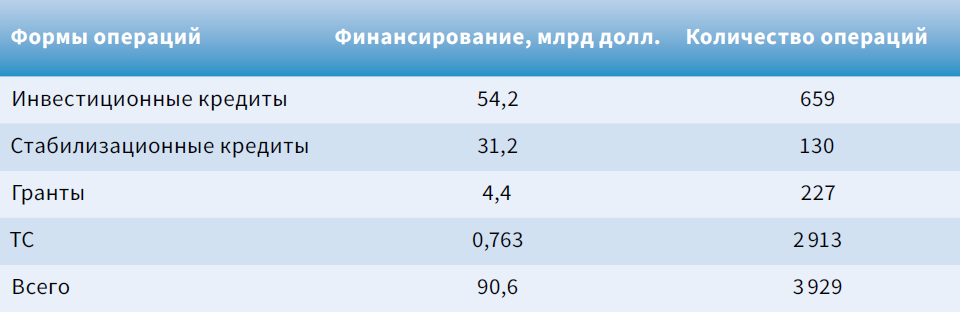 Формы операций Финансирование, млрд долл. Количество операций
Инвестиционные кредиты 54,2 659
Стабилизационные кредиты 31,2 130
Гранты 4,4 227
ТС 0,763 2 913
Всего 90,6 3 929